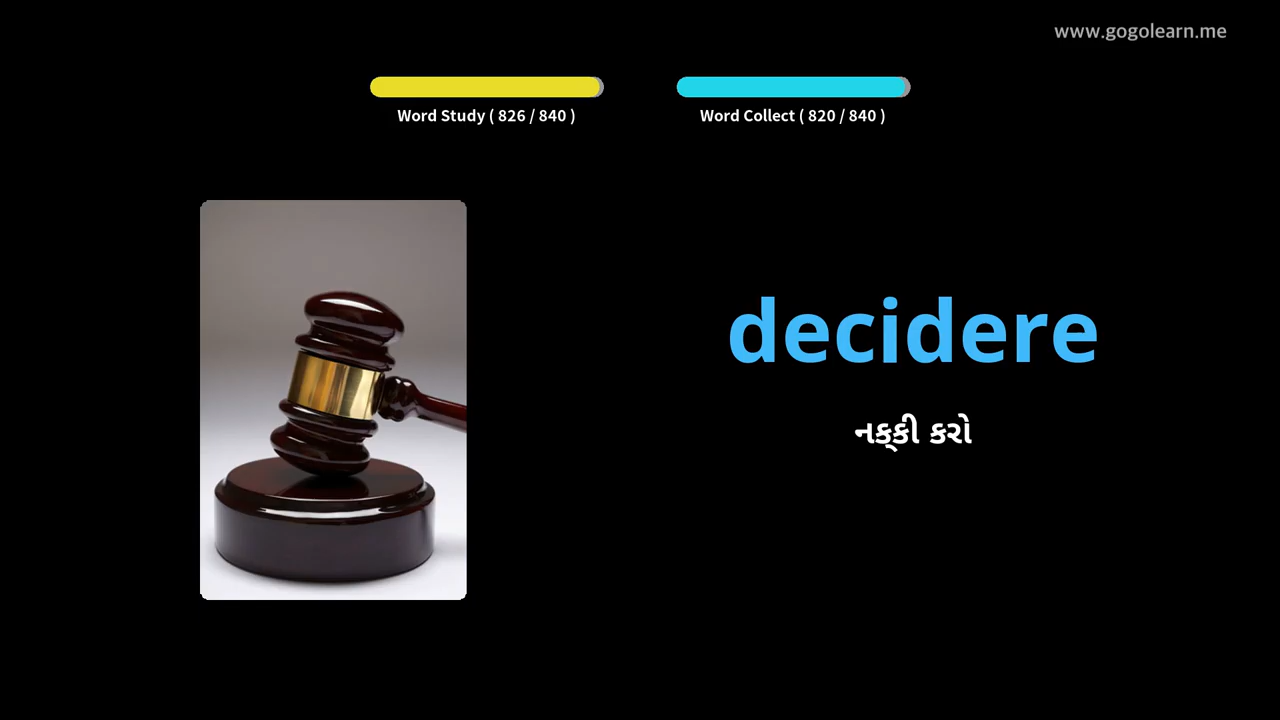 www.gogolearn.me
Word Study ( 826 / 840 )
Word Collect ( 820 / 840 )
decidere
નક્કી કરો